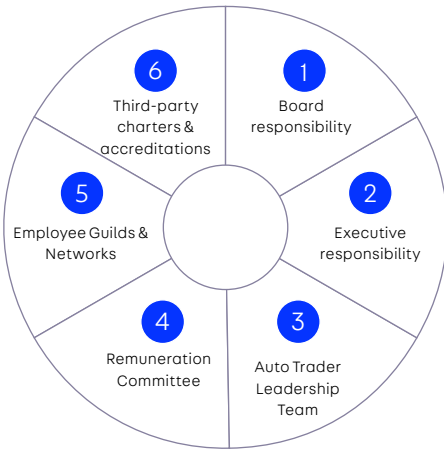 1
Board
responsibility
2
Executive
responsibility
3
Auto Trader
Leadership
Team
4
Remuneration
Committee
5
Employee Guilds &
Networks
6
Third-party
charters &
accreditations